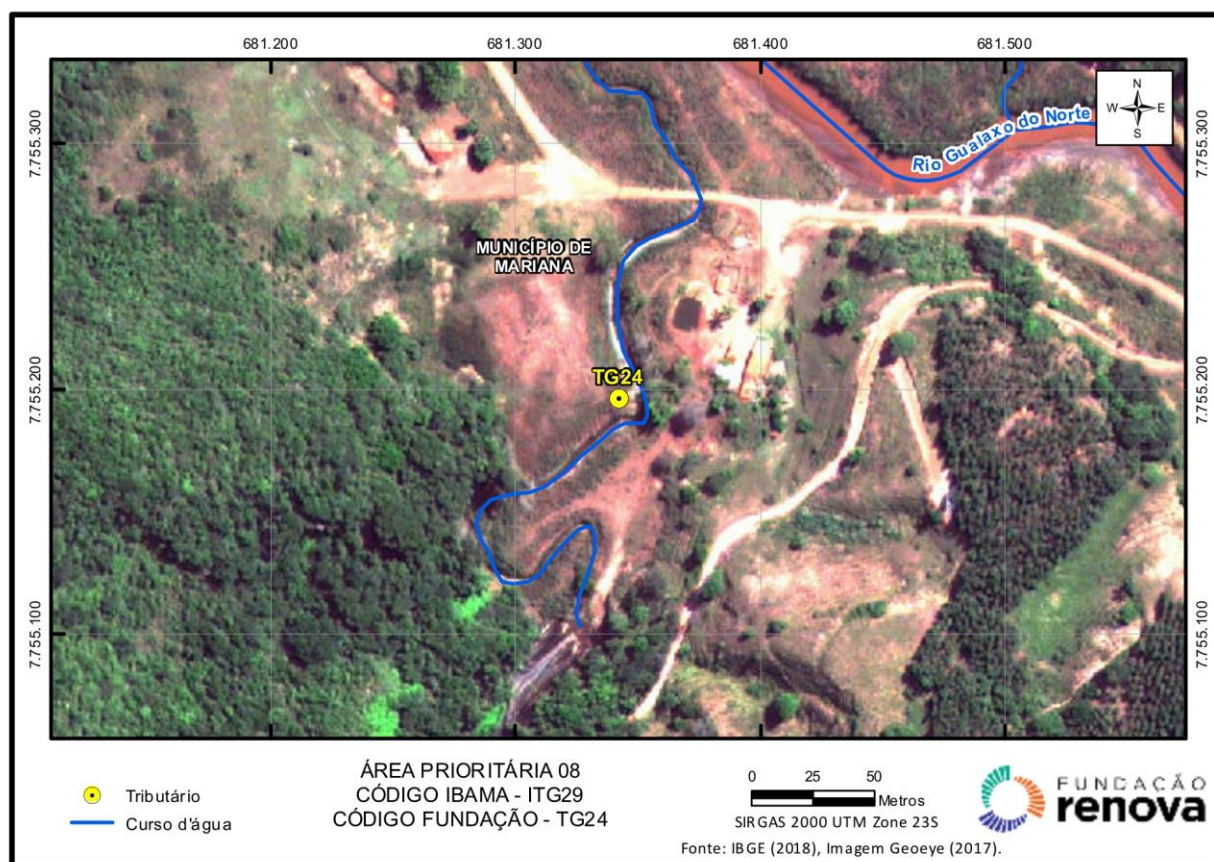 681.200 681.300 681.400 681.500
N
W E
S
7.755.300 7.755.300
Rio Gualaxo do Norte
MUNICÍPIO DE
MARIANA
TG24
7.755.200 7.755.200
7.755.100 7.755.100
Tributário
Curso d'água
ÁREA PRIORITÁRIA 08
CÓDIGO IBAMA - ITG29
CÓDIGO FUNDAÇÃO - TG24
0 25 50
Metros
SIRGAS 2000 UTM Zone 23S
Fonte: IBGE (2018), Imagem Geoeye (2017).
FUNDAÇÃO
renova